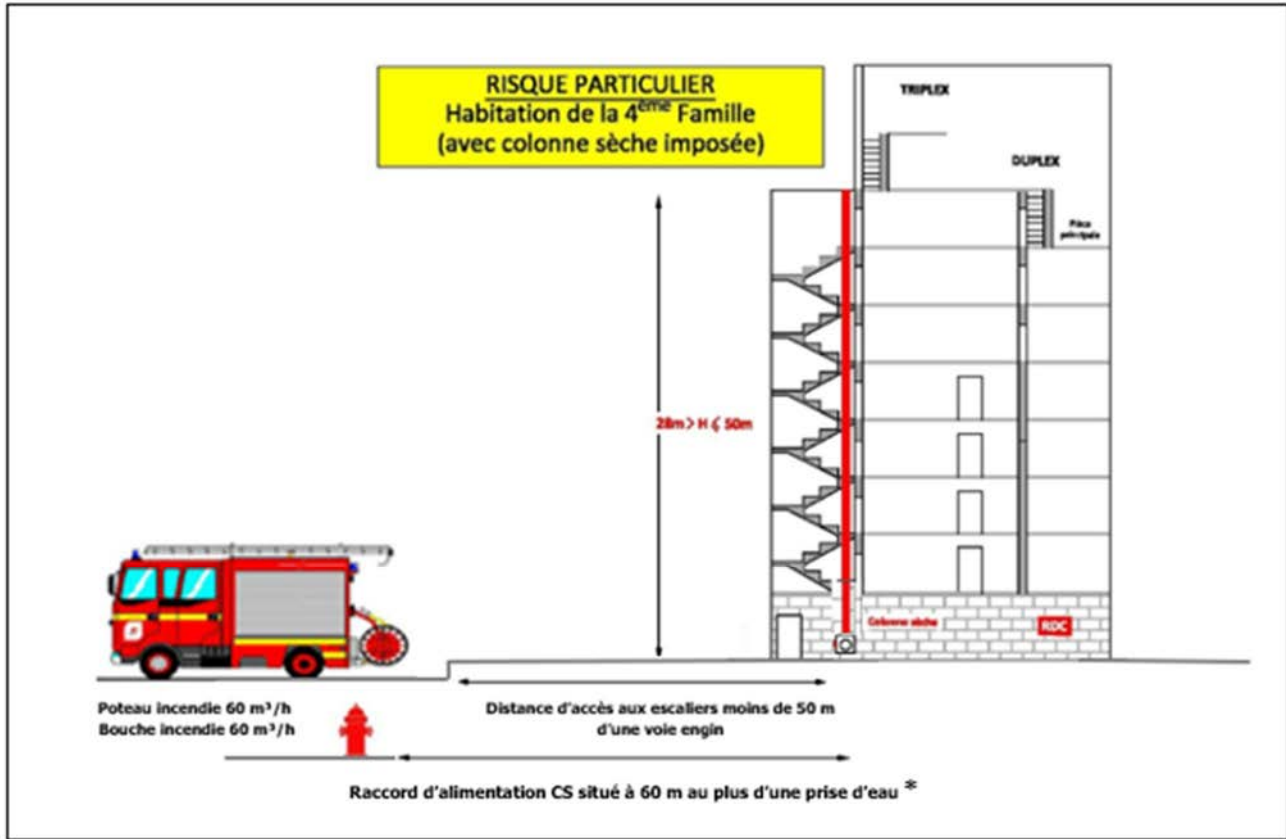 RISQUE PARTICULIER
Habitation de la 4ème Famille
(avec colonne sèche imposée)
TRIPLEX
DUPLEX
Pièce
principale
28m > H ⩽ 50m
Colonne sèche
RDC
Poteau incendie 60 m³/h
Bouche incendie 60 m³/h
Distance d'accès aux escaliers moins de 50 m
d'une voie engin
Raccord d'alimentation CS situé à 60 m au plus d'une prise d'eau *